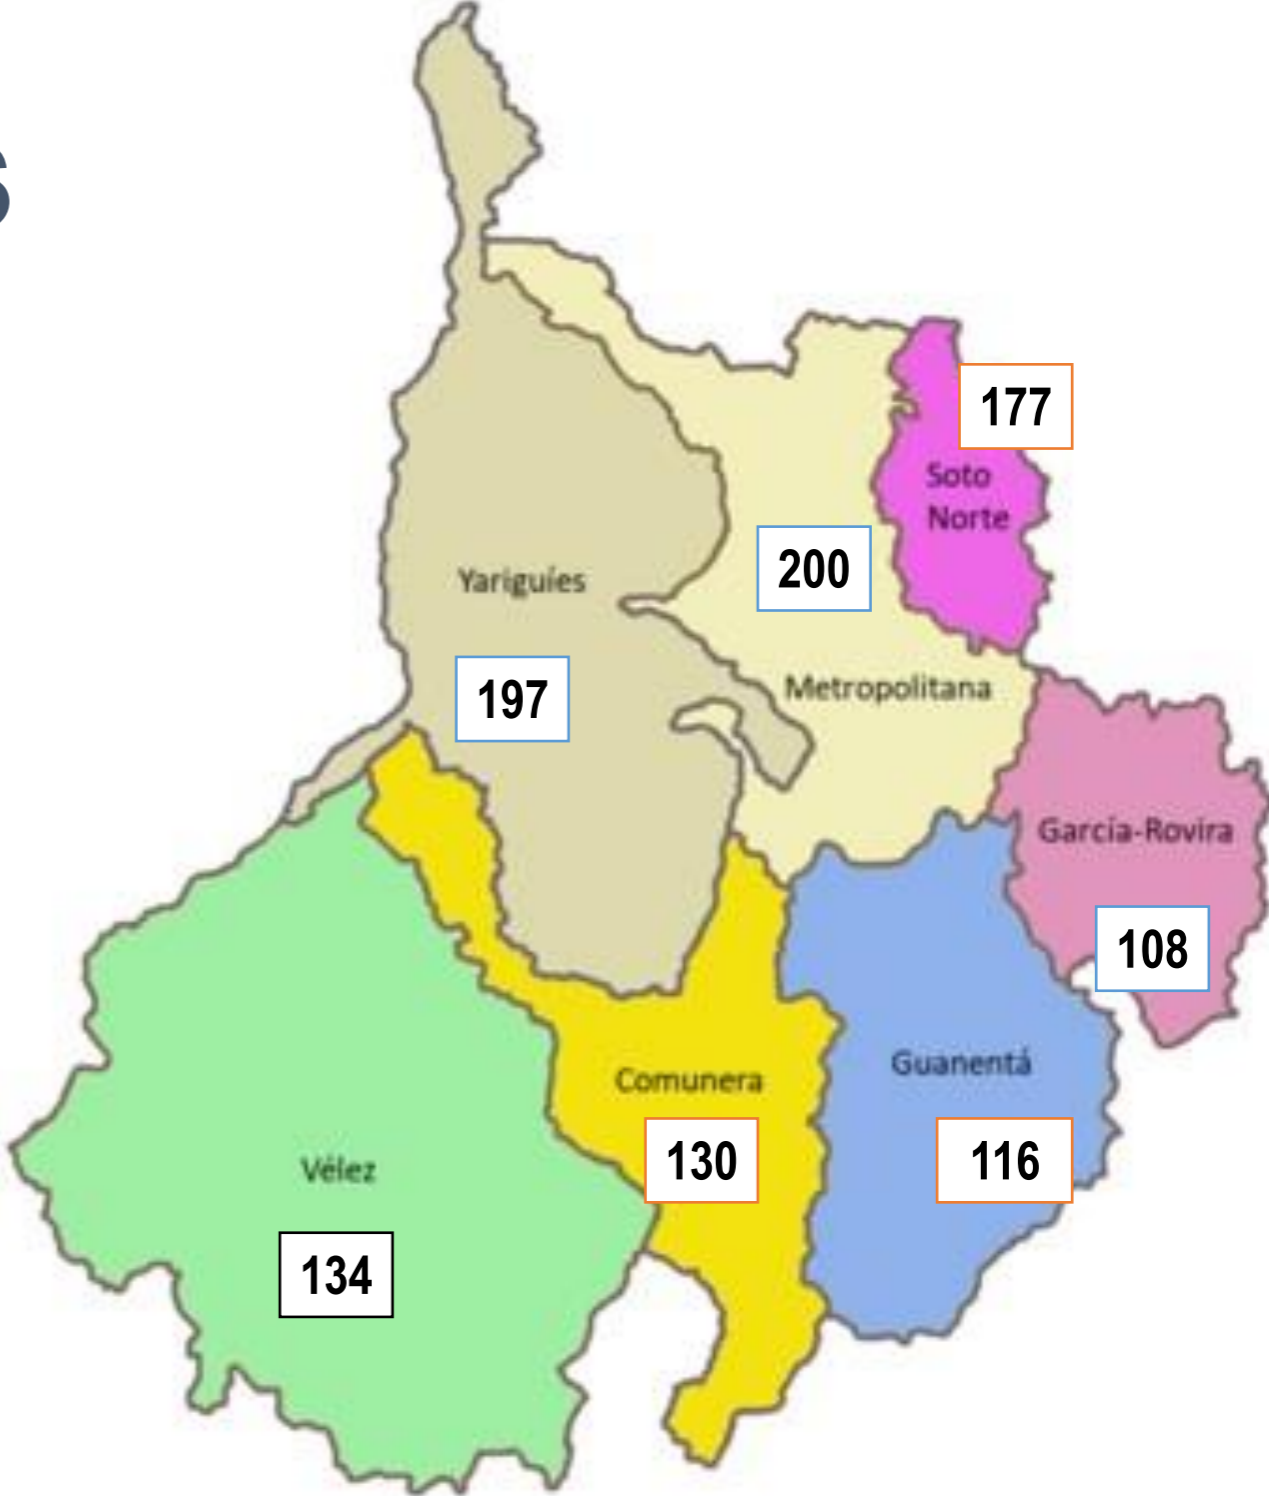 S
177
Soto
Norte
200
Yariguíes
197
Metropolitana
García-Rovira
108
Guanentá
116
Comunera
130
Vélez
134